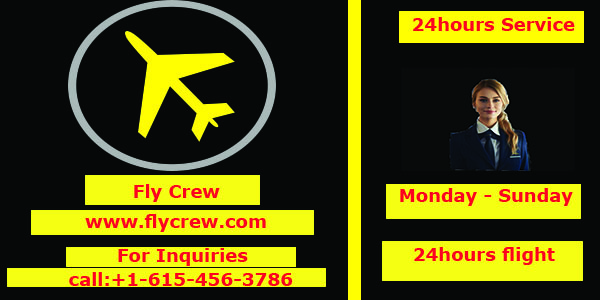 Fly Crew
www.flycrew.com
For Inquiries
call:+1-615-456-3786
24hours Service
Monday - Sunday
24hours flight